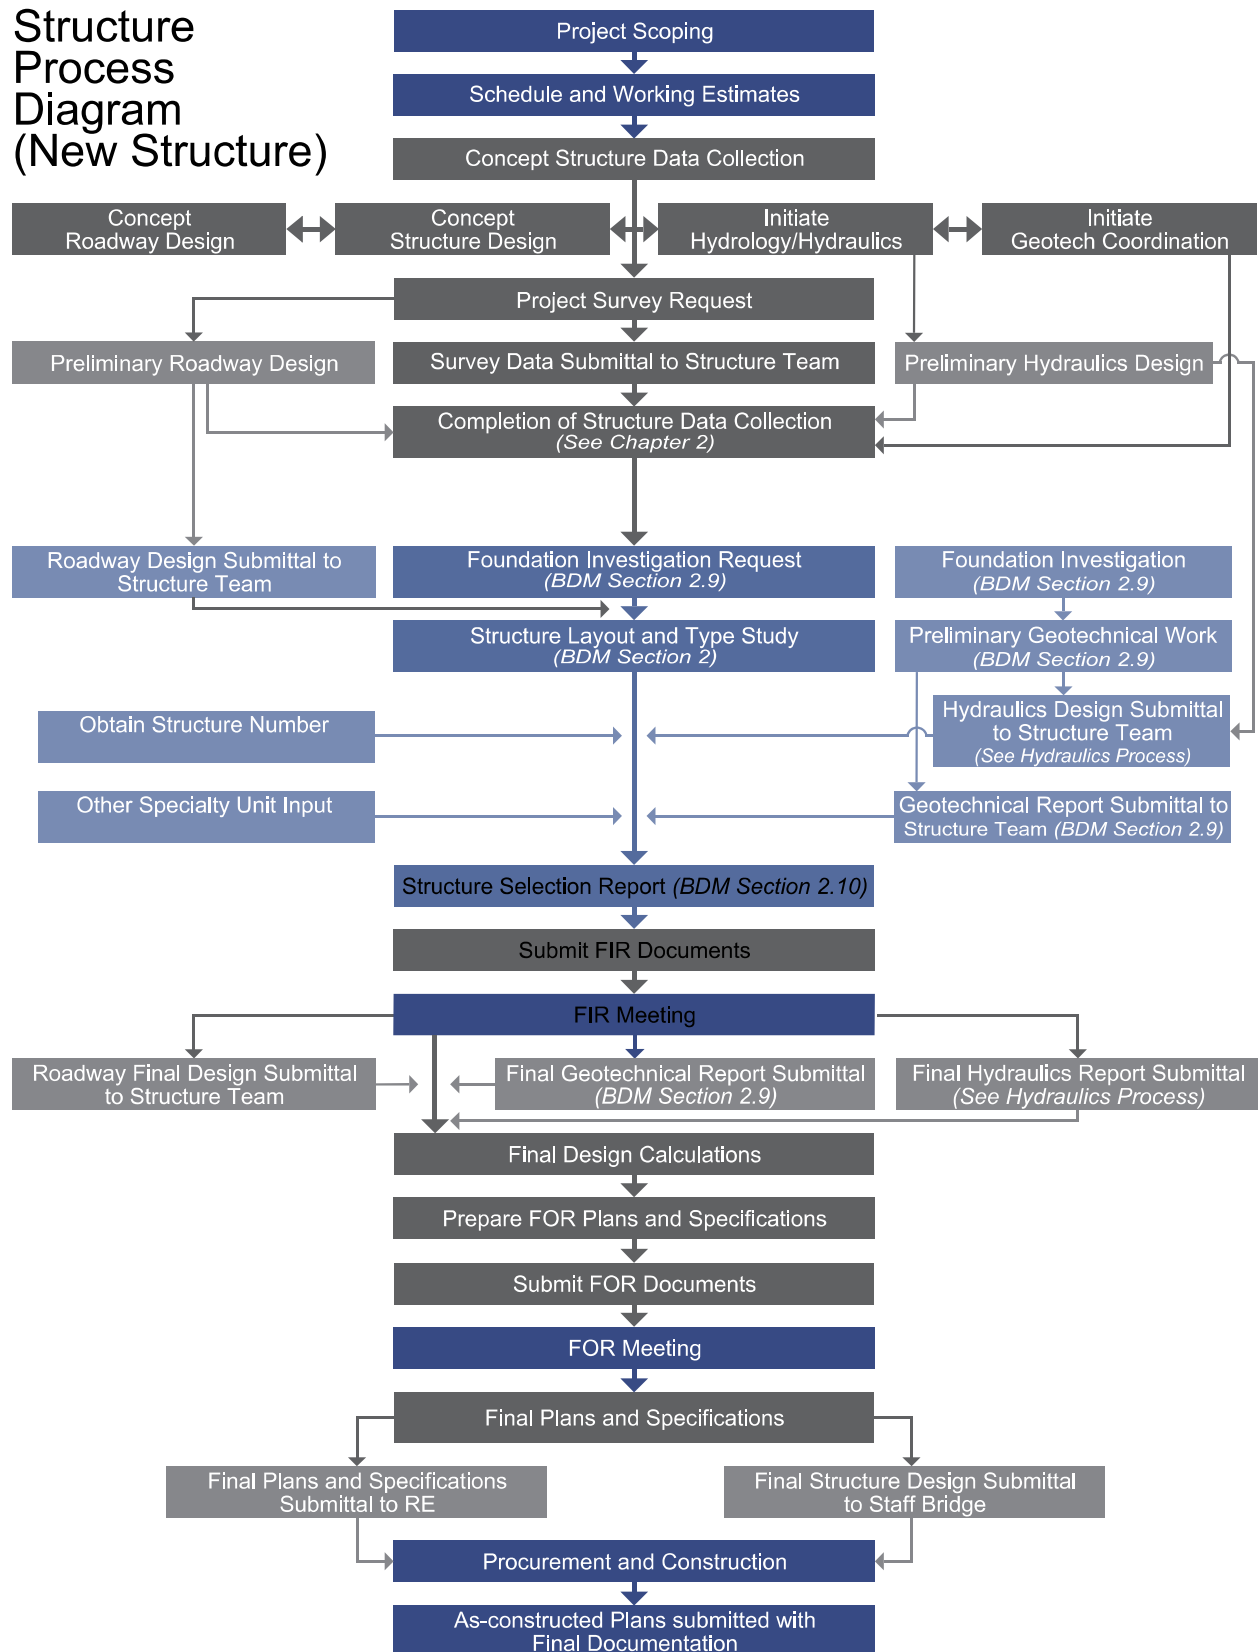 Structure
Process
Diagram
(New Structure)
Project Scoping
Schedule and Working Estimates
Concept Structure Data Collection
Concept
Roadway Design
Concept
Structure Design
Initiate
Hydrology/Hydraulics
Initiate
Geotech Coordination
Project Survey Request
Preliminary Roadway Design
Survey Data Submittal to Structure Team
Preliminary Hydraulics Design
Completion of Structure Data Collection
(See Chapter 2)
Roadway Design Submittal to
Structure Team
Foundation Investigation Request
(BDM Section 2.9)
Foundation Investigation
(BDM Section 2.9)
Structure Layout and Type Study
(BDM Section 2)
Preliminary Geotechnical Work
(BDM Section 2.9)
Obtain Structure Number
Hydraulics Design Submittal
to Structure Team
(See Hydraulics Process)
Other Specialty Unit Input
Geotechnical Report Submittal to
Structure Team (BDM Section 2.9)
Structure Selection Report (BDM Section 2.10)
Submit FIR Documents
FIR Meeting
Roadway Final Design Submittal
to Structure Team
Final Geotechnical Report Submittal
(BDM Section 2.9)
Final Hydraulics Report Submittal
(See Hydraulics Process)
Final Design Calculations
Prepare FOR Plans and Specifications
Submit FOR Documents
FOR Meeting
Final Plans and Specifications
Final Plans and Specifications
Submittal to RE
Final Structure Design Submittal
to Staff Bridge
Procurement and Construction
As-constructed Plans submitted with
Final Documentation